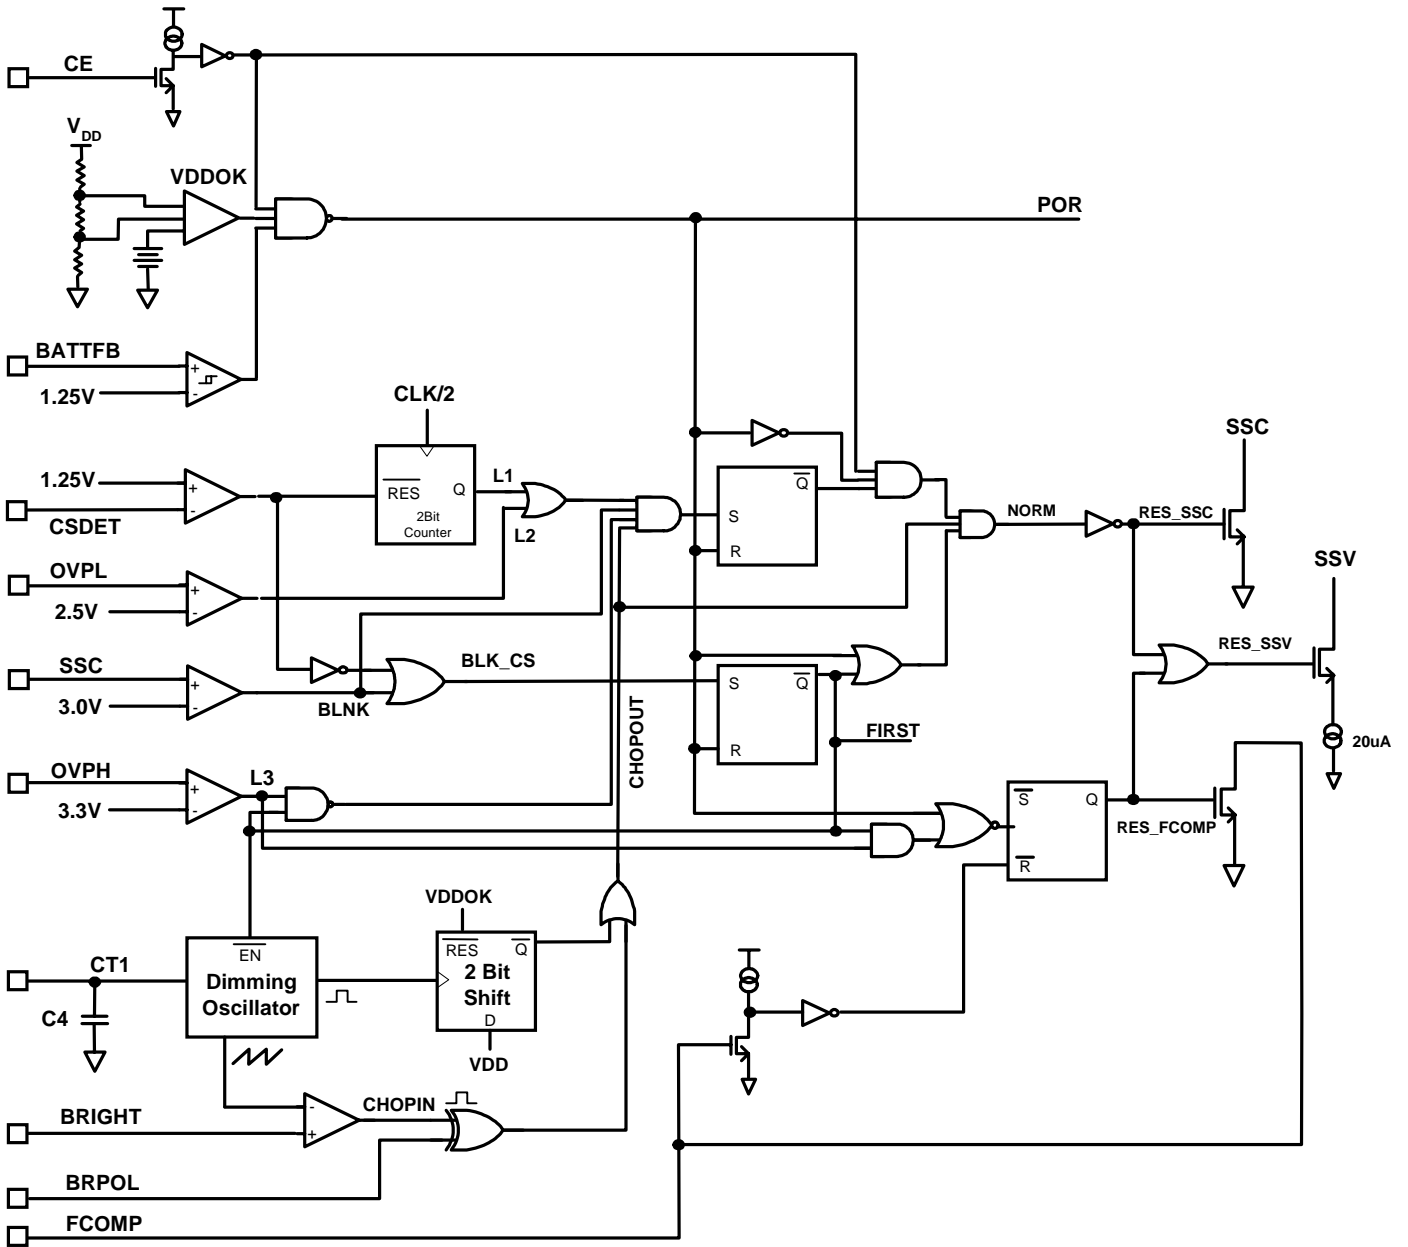 CE
V DD
VDDOK
POR
BATTFB
+
1.25V
-
CLK/2
SSC
1.25V
+
RES
Q
L1
2Bit
Counter
L2
CSDET
-
S
Q
R
NORM
RES_SSC
SSV
OVPL
+
2.5V
-
SSC
+
3.0V
-
BLNK
BLK_CS
S
Q
R
FIRST
RES_SSV
20uA
CHOPOUT
OVPH
+
3.3V
-
L3
S
Q
R
RES_FCOMP
VDDOK
EN
Dimming
Oscillator
CT1
C4
RES
Q
2 Bit
Shift
D
VDD
BRIGHT
-
+
CHOPIN
BRPOL
FCOMP